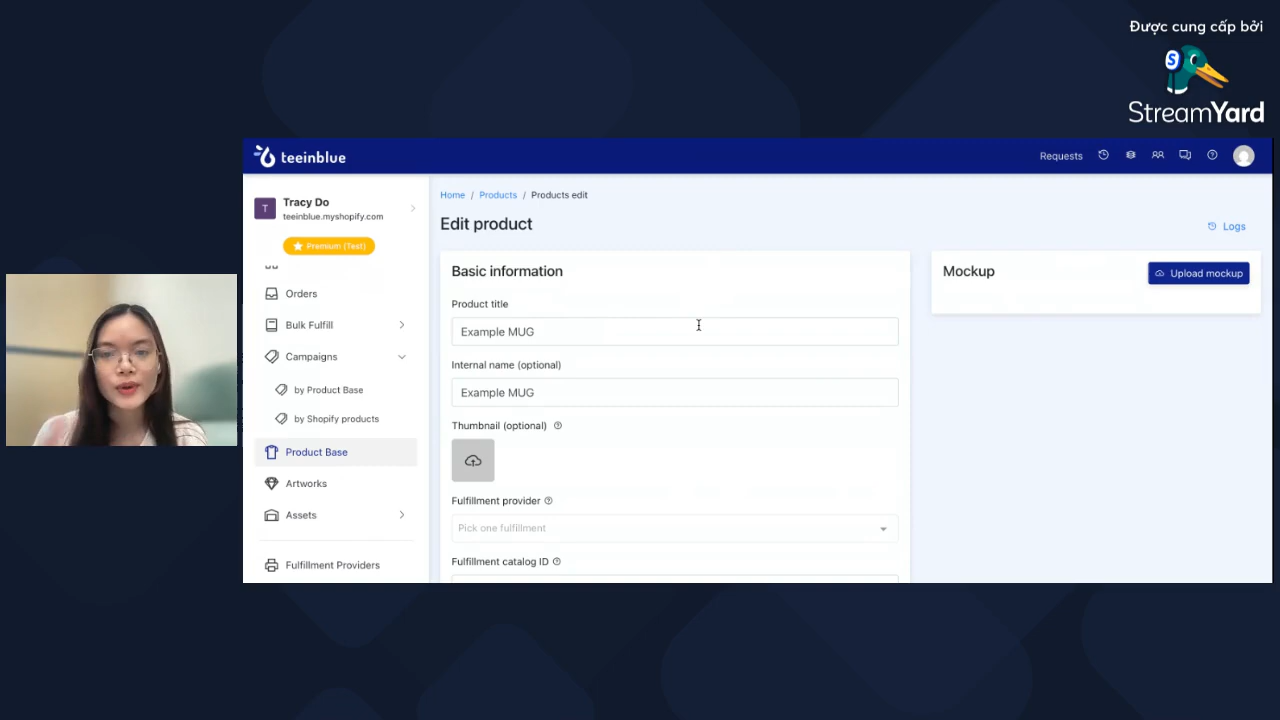 Được cung cấp bởi
S
StreamYard
teeinblue
Requests
T
Tracy Do
teeinblue.myshopify.com
Premium (Test)
Orders
Bulk Fulfill
Campaigns
by Product Base
by Shopify products
Product Base
Artworks
Assets
Fulfillment Providers
Home / Products / Products edit
Edit product
Logs
Basic information
Product title
Example MUG
Internal name (optional)
Example MUG
Thumbnail (optional)
Fulfillment provider
Pick one fulfillment
Fulfillment catalog ID
Mockup
Upload mockup